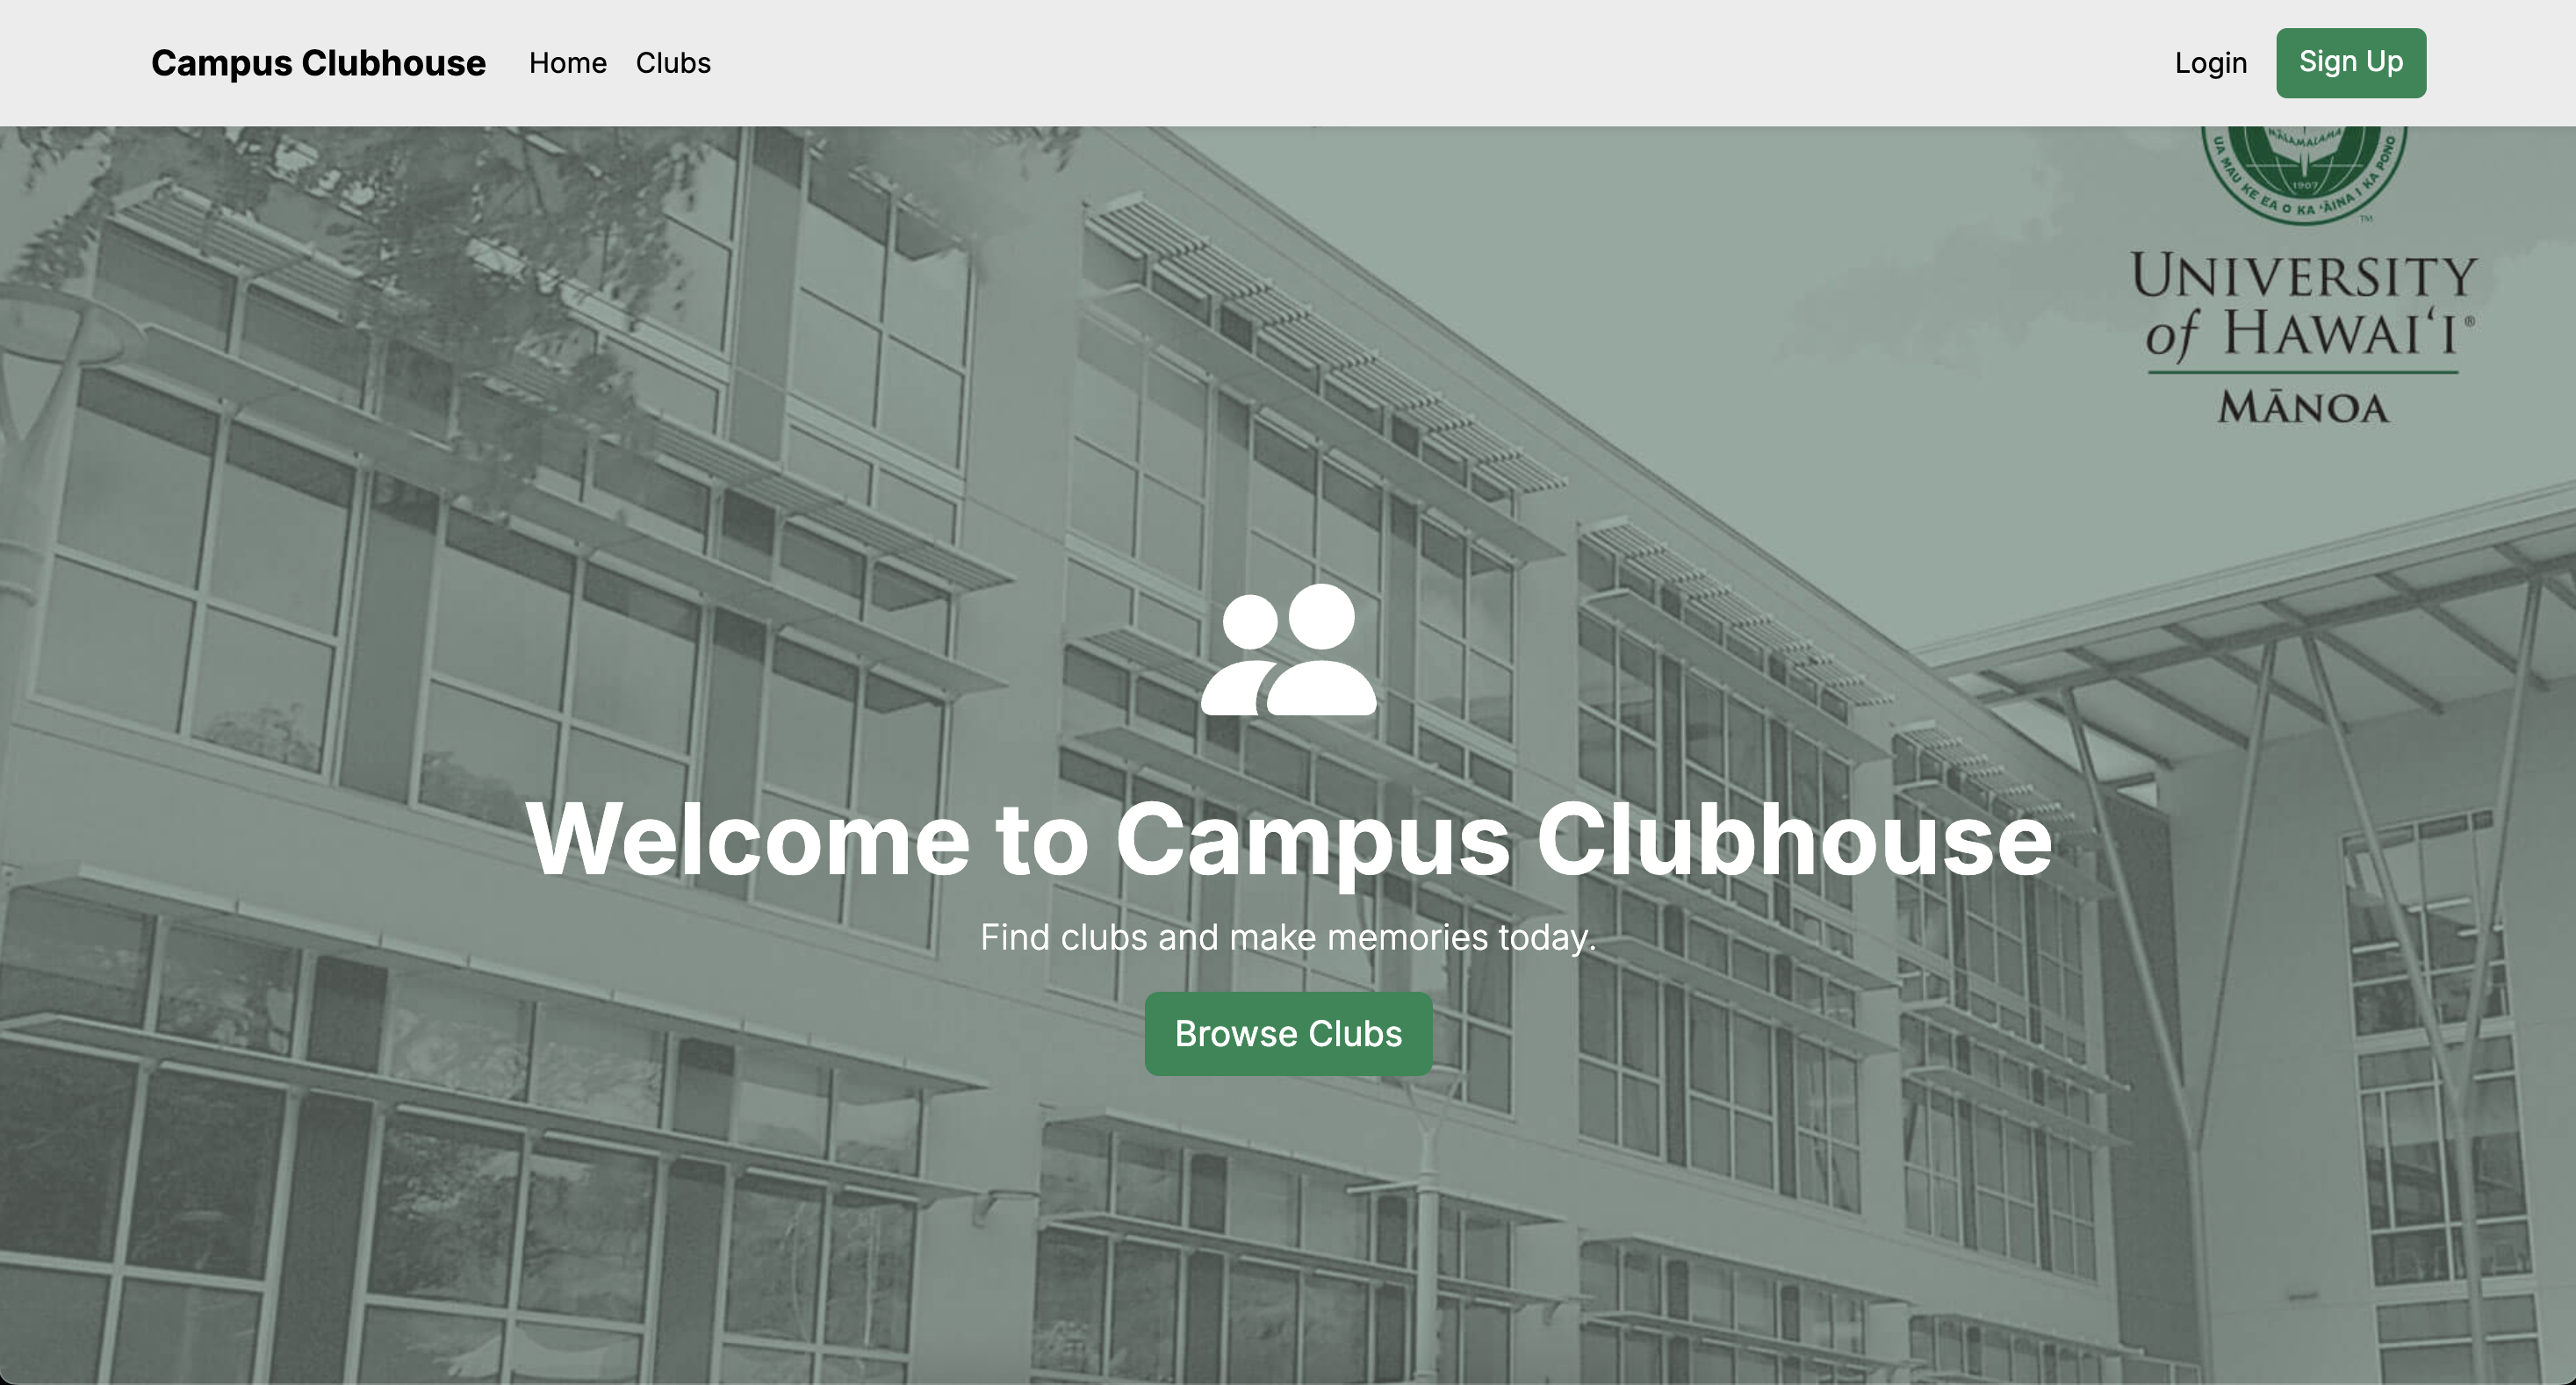 Campus Clubhouse Home Clubs Login Sign Up
MĀLAMALAMA
1907
UA MAU KE EA O KA ʻĀINA I KA PONO
TM
UNIVERSITY
of HAWAIʻI®
MĀNOA
Welcome to Campus Clubhouse
Find clubs and make memories today.
Browse Clubs